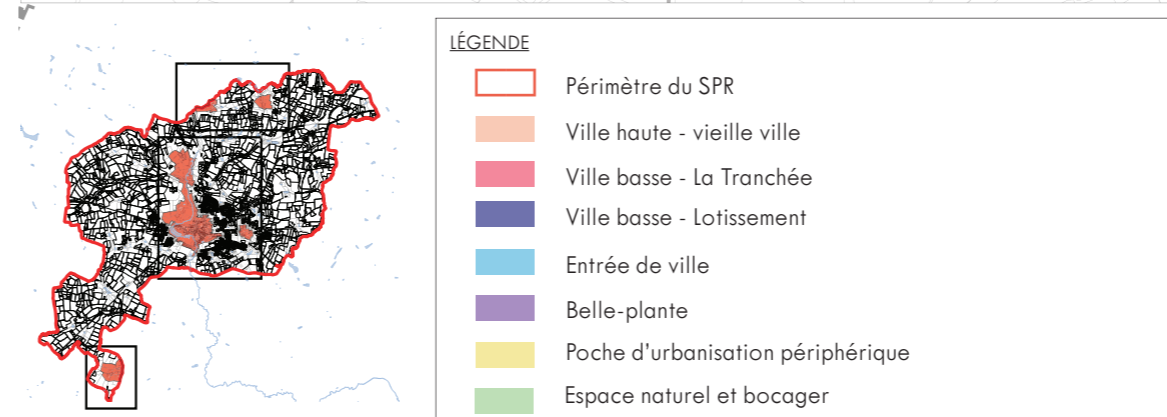 LÉGENDE
Périmètre du SPR
Ville haute - vieille ville
Ville basse - La Tranchée
Ville basse - Lotissement
Entrée de ville
Belle-plante
Poche d'urbanisation périphérique
Espace naturel et bocager